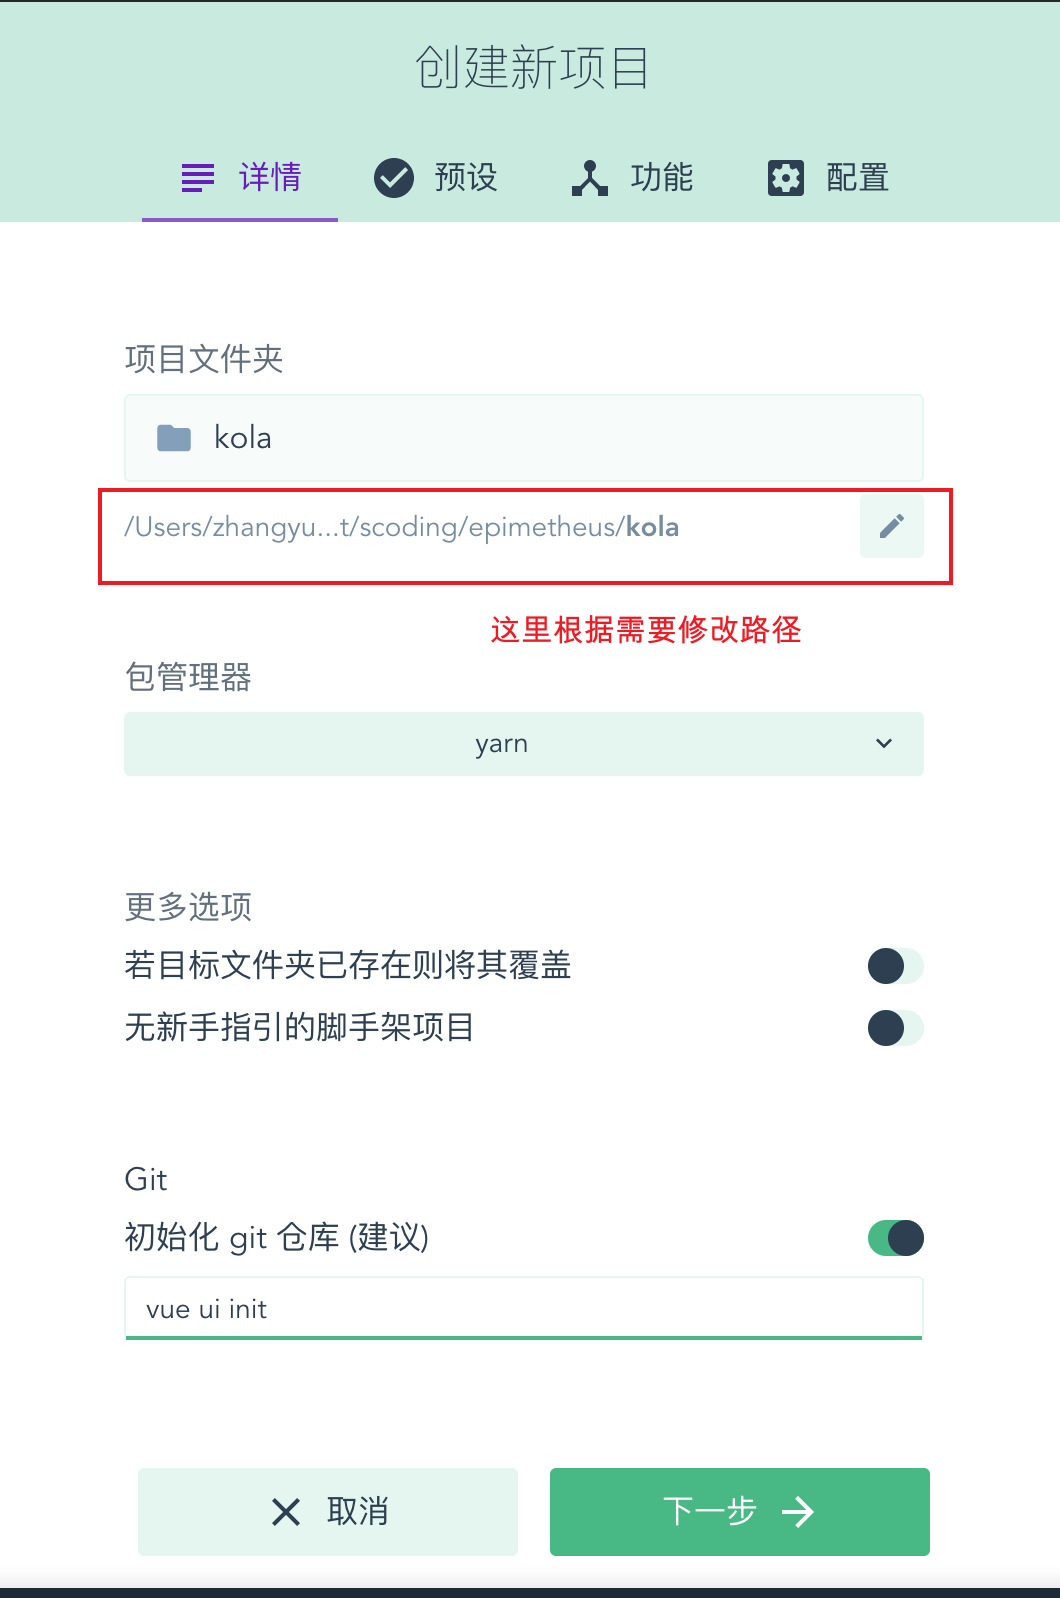 创建新项目
详情 预设 功能 配置
项目文件夹
kola
/Users/zhangyu...t/scoding/epimetheus/kola
这里根据需要修改路径
包管理器
yarn
更多选项
若目标文件夹已存在则将其覆盖
无新手指引的脚手架项目
Git
初始化 git 仓库 (建议)
vue ui init
取消 下一步